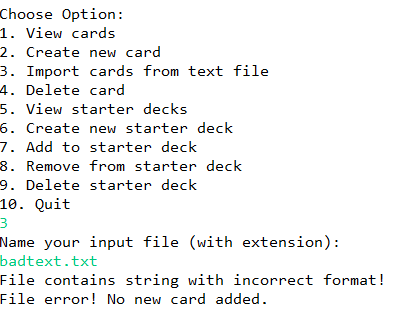 Choose Option:
1. View cards
2. Create new card
3. Import cards from text file
4. Delete card
5. View starter decks
6. Create new starter deck
7. Add to starter deck
8. Remove from starter deck
9. Delete starter deck
10. Quit
3
Name your input file (with extension):
badtext.txt
File contains string with incorrect format!
File error! No new card added.